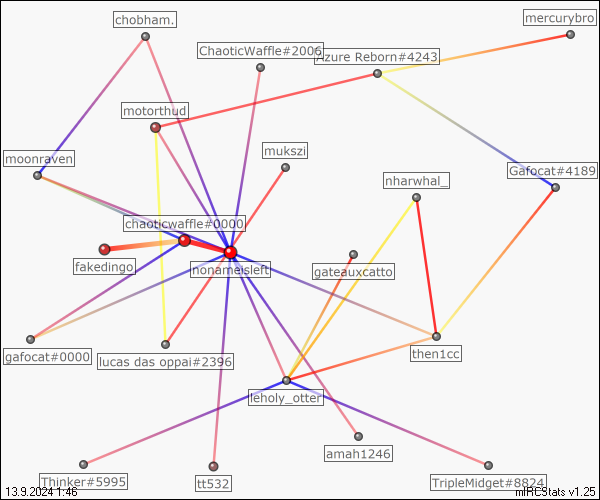 chobham.
mercurybro
ChaoticWaffle#2006
Azure Reborn#4243
motorthud
mukszi
moonraven
Gafocat#4189
nharwhal_
chaoticwaffle#0000
fakedingo
nonameisleft
gateauxcatto
gafocat#0000
lucas das oppai#2396
then1cc
leholy_otter
amah1246
Thinker#5995
tt532
TripleMidget#8824
13.9.2024 1:46
mIRCStats v1.25